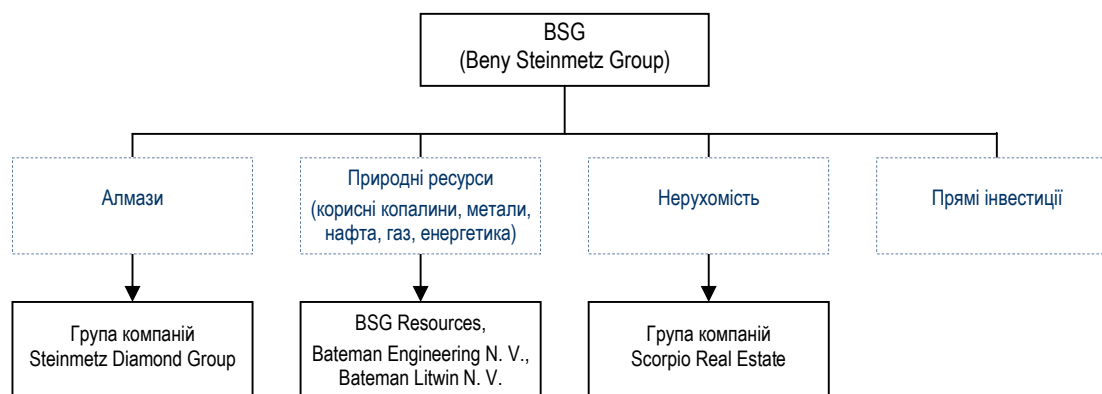 BSG
(Beny Steinmetz Group)
Алмази
Природні ресурси
(корисні копалини, метали,
нафта, газ, енергетика)
Нерухомість
Прямі інвестиції
Група компаній
Steinmetz Diamond Group
BSG Resources,
Bateman Engineering N. V.,
Bateman Litwin N. V.
Група компаній
Scorpio Real Estate